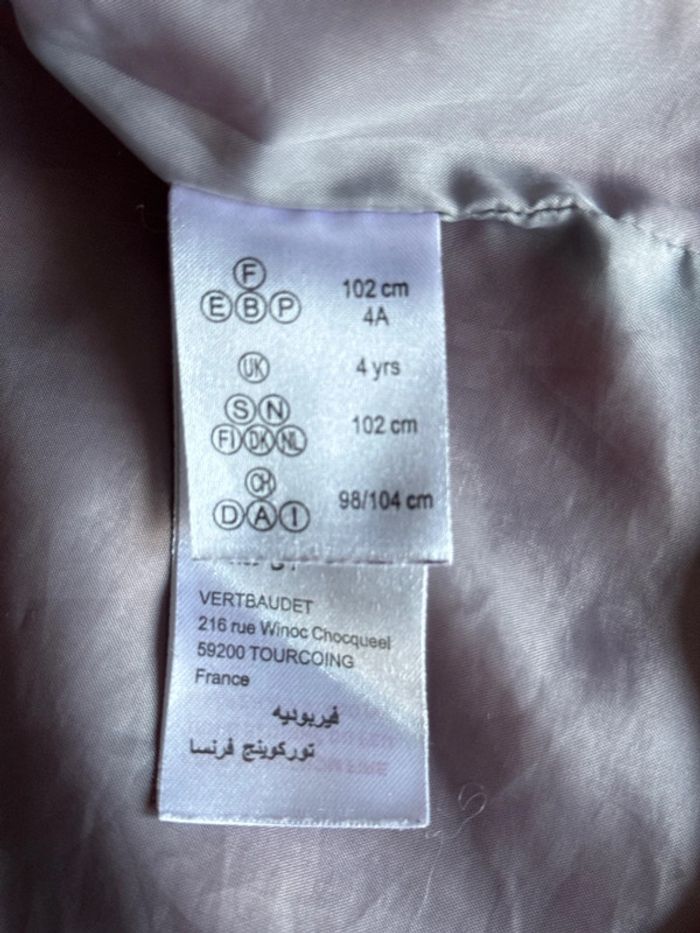 F
E B P
102 cm
4A
UK
4 yrs
S N
FI DK NL
102 cm
CH
D A I
98/104 cm
VERTBAUDET
216 rue Winoc Chocqueel
59200 TOURCOING
France
فيربوديه
توركوينج فرنسا